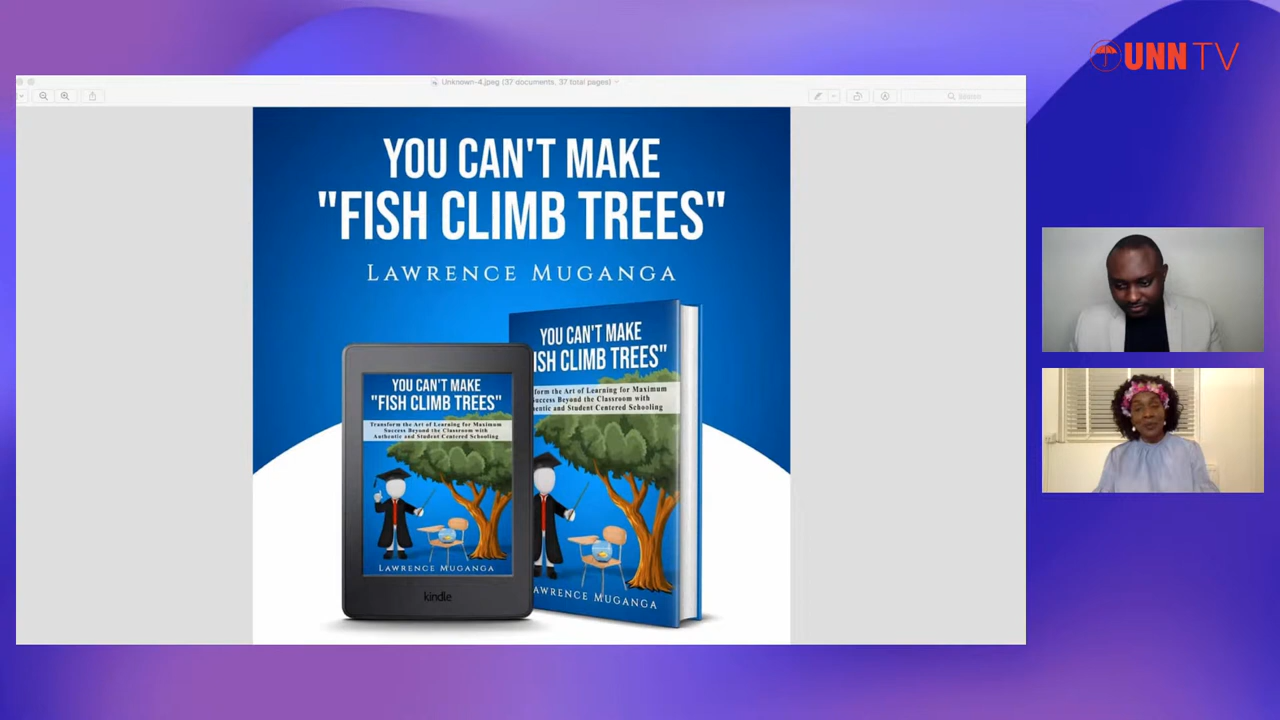 UNN TV
Unknown-4.jpeg (37 documents, 37 total pages)
Search
YOU CAN'T MAKE
"FISH CLIMB TREES"
LAWRENCE MUGANGA
YOU CAN'T MAKE
"FISH CLIMB TREES"
Transform the Art of Learning for Maximum
Success Beyond the Classroom with
Authentic and Student Centered Schooling
LAWRENCE MUGANGA
kindle
YOU CAN'T MAKE
ISH CLIMB TREES"
form the Art of Learning for Maximum
Success Beyond the Classroom with
entic and Student Centered Schooling
AWRENCE MUGANGA